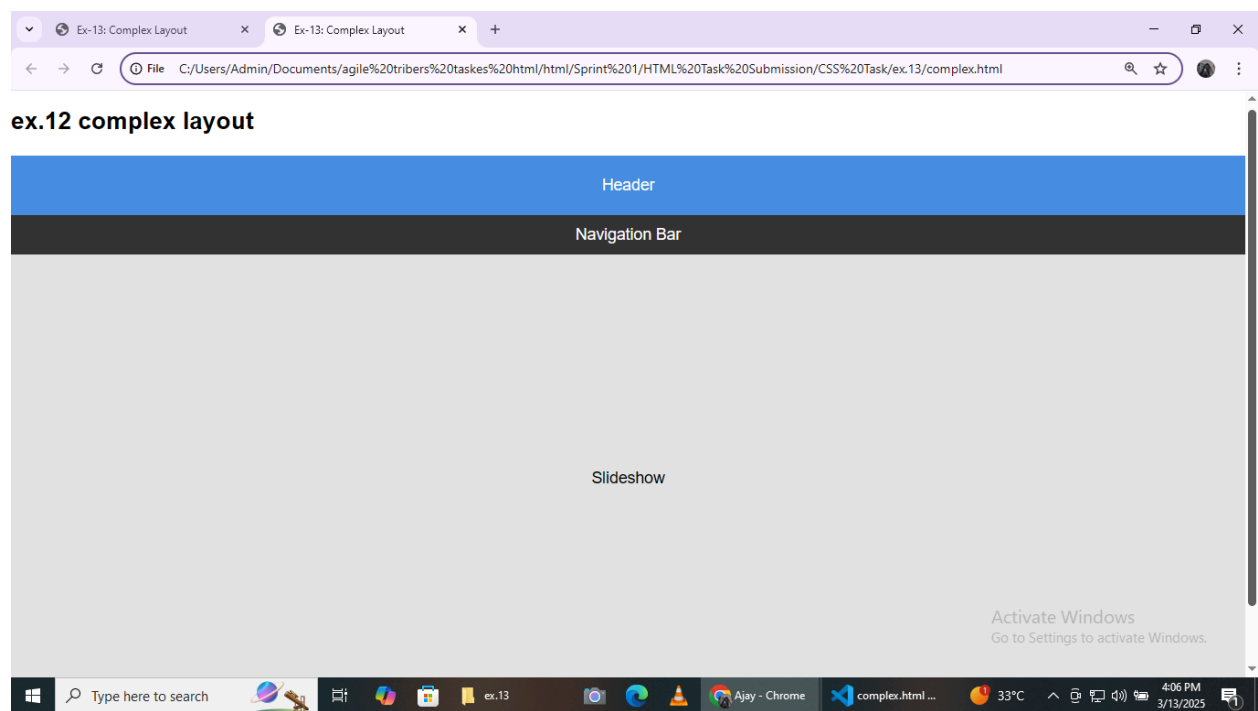 Ex-13: Complex Layout
Ex-13: Complex Layout
File C:/Users/Admin/Documents/agile%20tribers%20taskes%20html/html/Sprint%201/HTML%20Task%20Submission/CSS%20Task/ex.13/complex.html
ex.12 complex layout
Header
Navigation Bar
Slideshow
Activate Windows
Go to Settings to activate Windows.
Type here to search
ex.13
Ajay - Chrome
complex.html ...
1
33°C
4:06 PM
3/13/2025
1